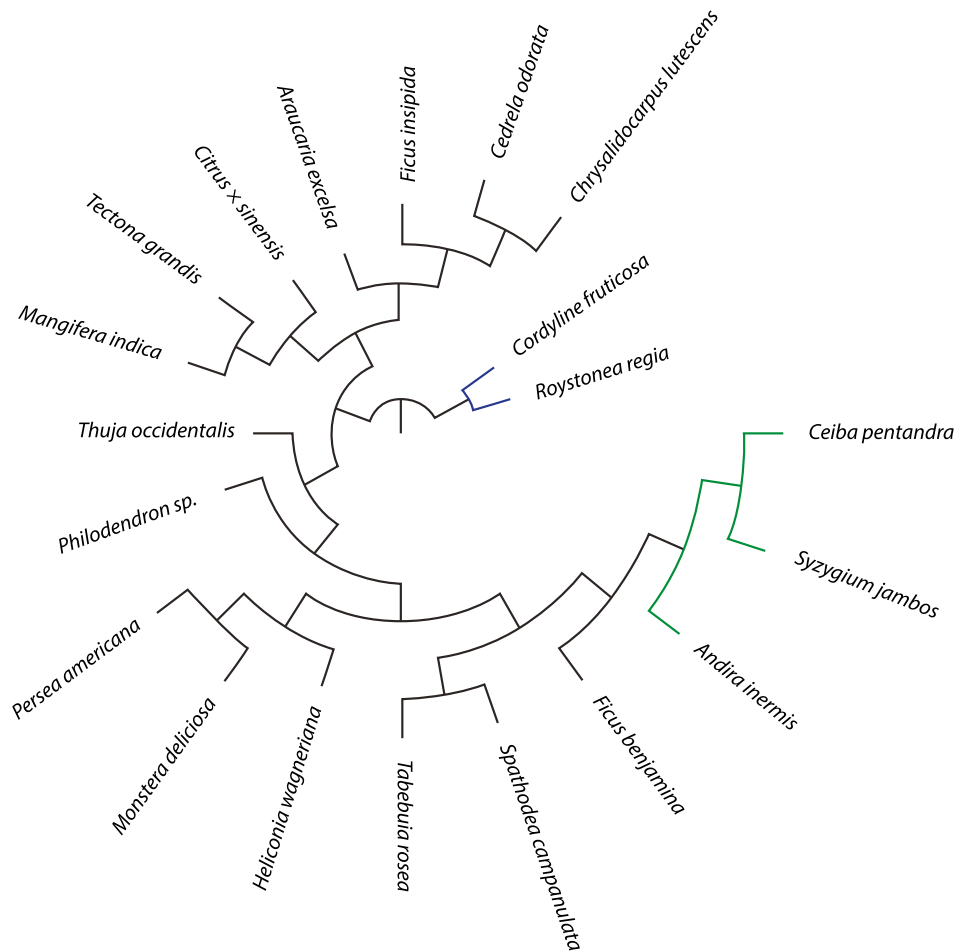 Chrysalidocarpus lutescens
Cedrela odorata
Ficus insipida
Araucaria excelsa
Citrus × sinensis
Tectona grandis
Mangifera indica
Cordyline fruticosa
Roystonea regia
Thuja occidentalis
Ceiba pentandra
Philodendron sp.
Syzygium jambos
Persea americana
Andira inermis
Monstera deliciosa
Ficus benjamina
Heliconia wagneriana
Tabebuia rosea
Spathodea campanulata